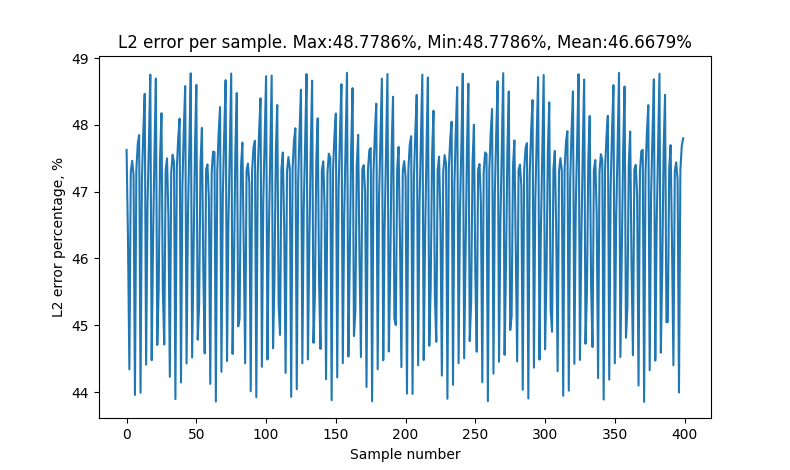 L2 error per sample. Max:48.7786%, Min:48.7786%, Mean:46.6679%
49
48
47
46
45
44
L2 error percentage, %
0 50 100 150 200 250 300 350 400
Sample number